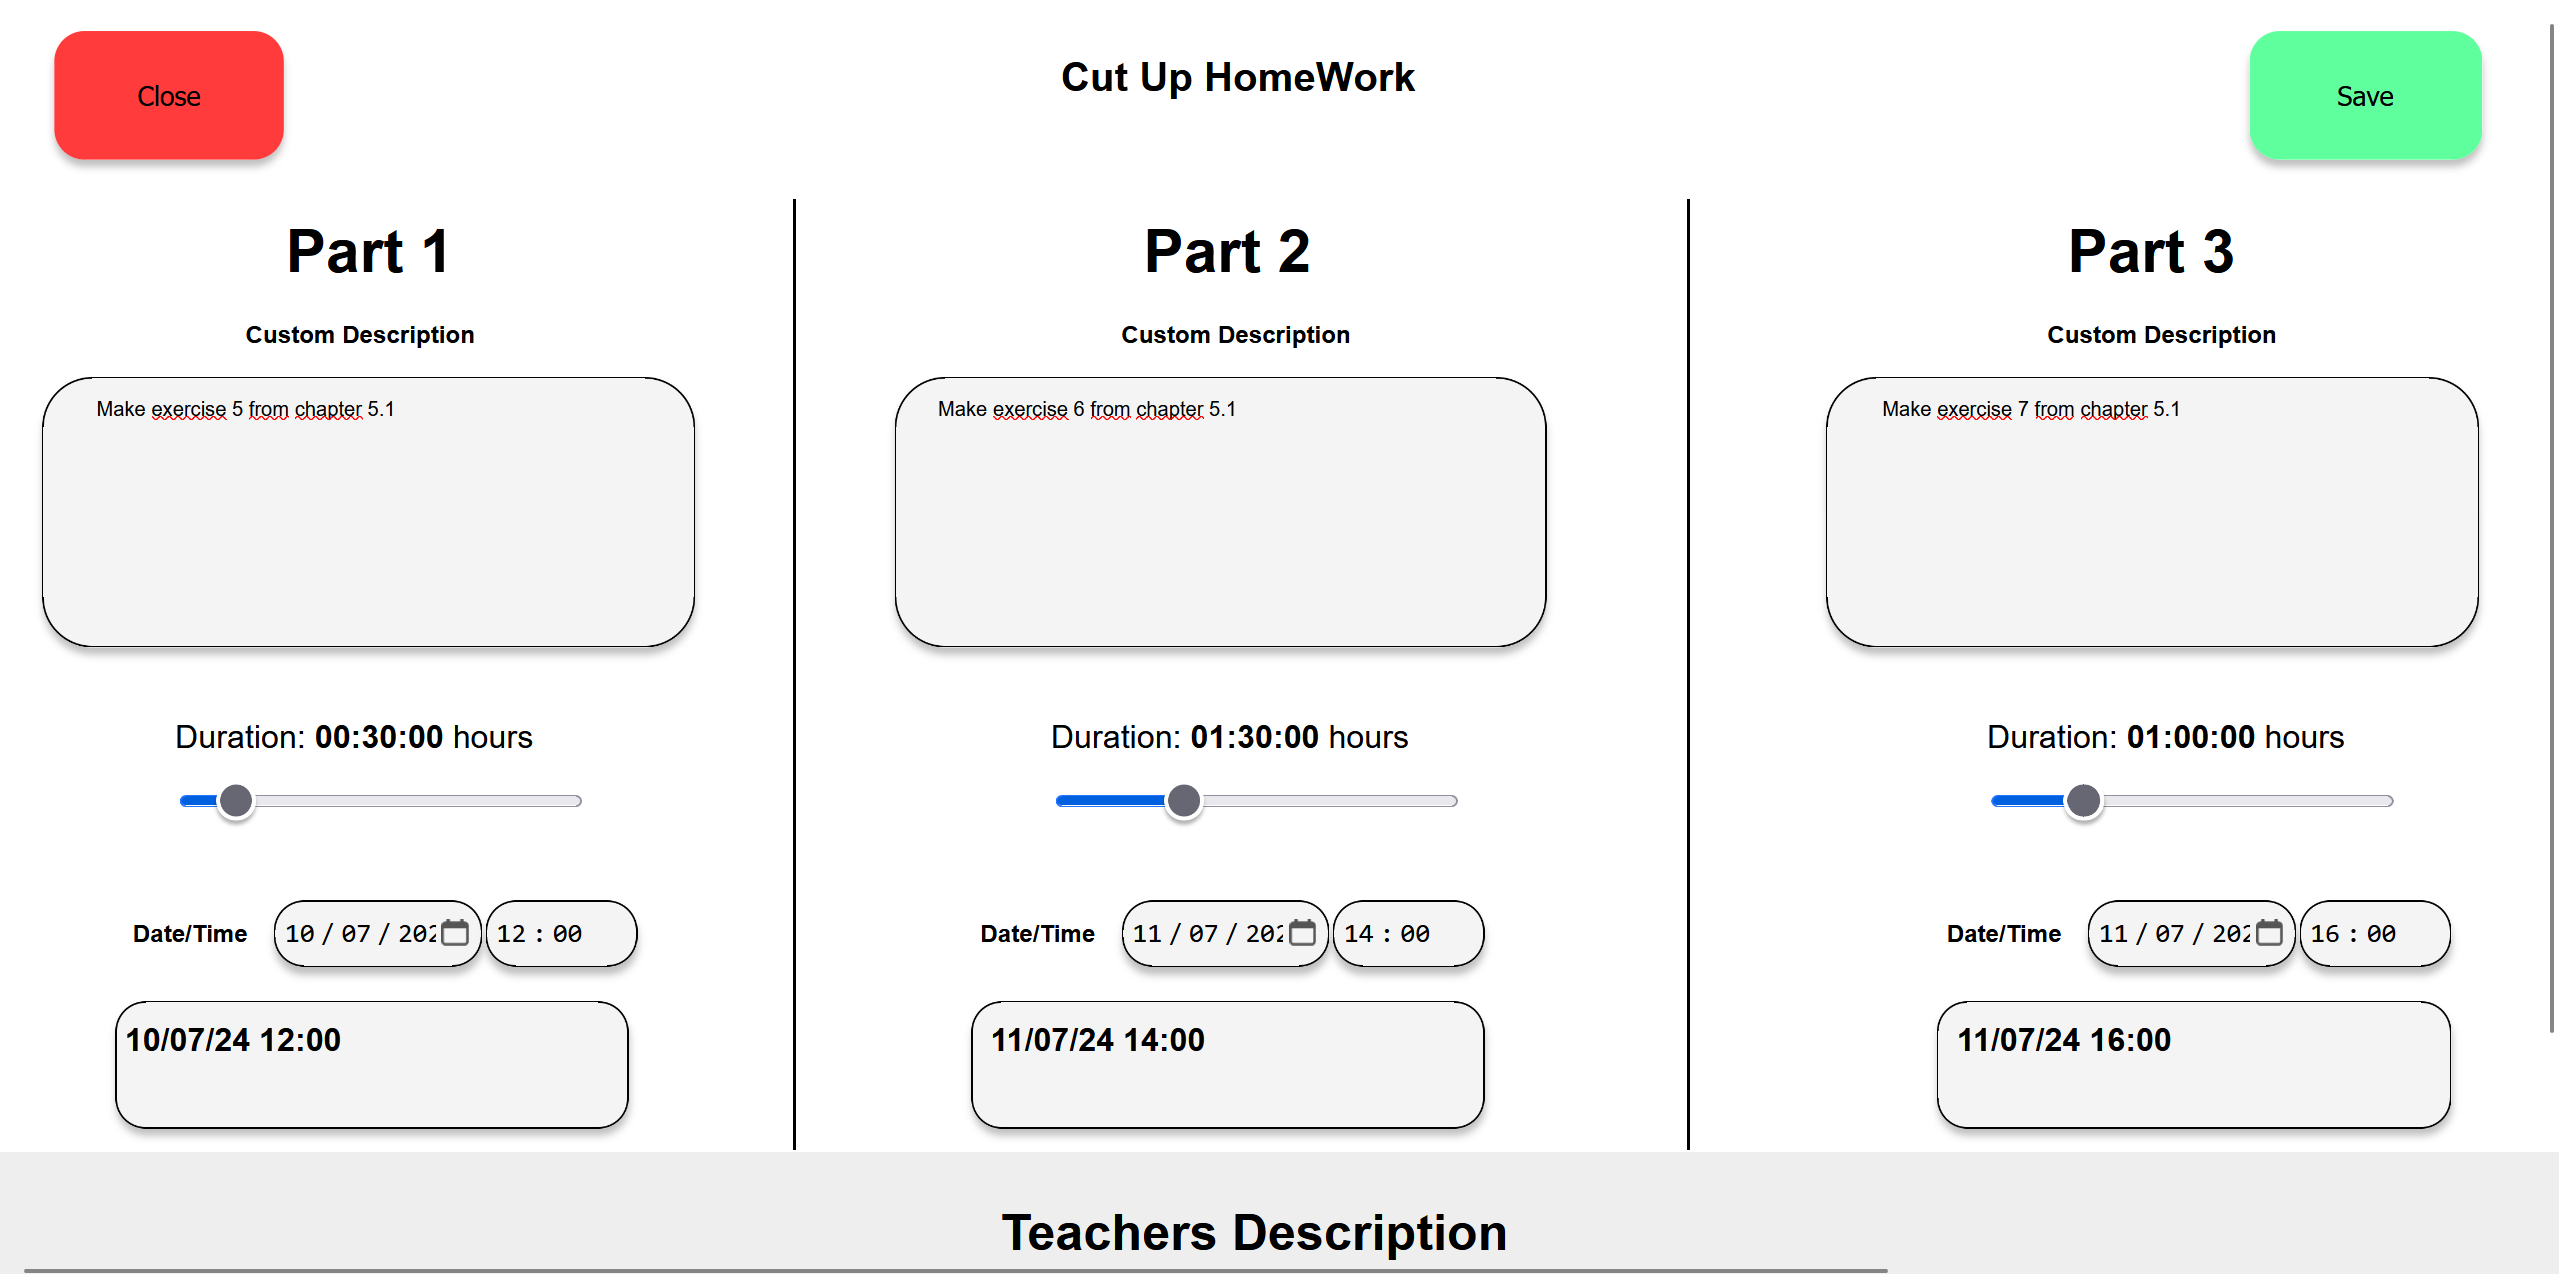 Close
Cut Up HomeWork
Save
Part 1
Custom Description
Make exercise 5 from chapter 5.1
Duration: 00:30:00 hours
Date/Time 10/07/202 12:00
10/07/24 12:00
Part 2
Custom Description
Make exercise 6 from chapter 5.1
Duration: 01:30:00 hours
Date/Time 11/07/202 14:00
11/07/24 14:00
Part 3
Custom Description
Make exercise 7 from chapter 5.1
Duration: 01:00:00 hours
Date/Time 11/07/202 16:00
11/07/24 16:00
Teachers Description